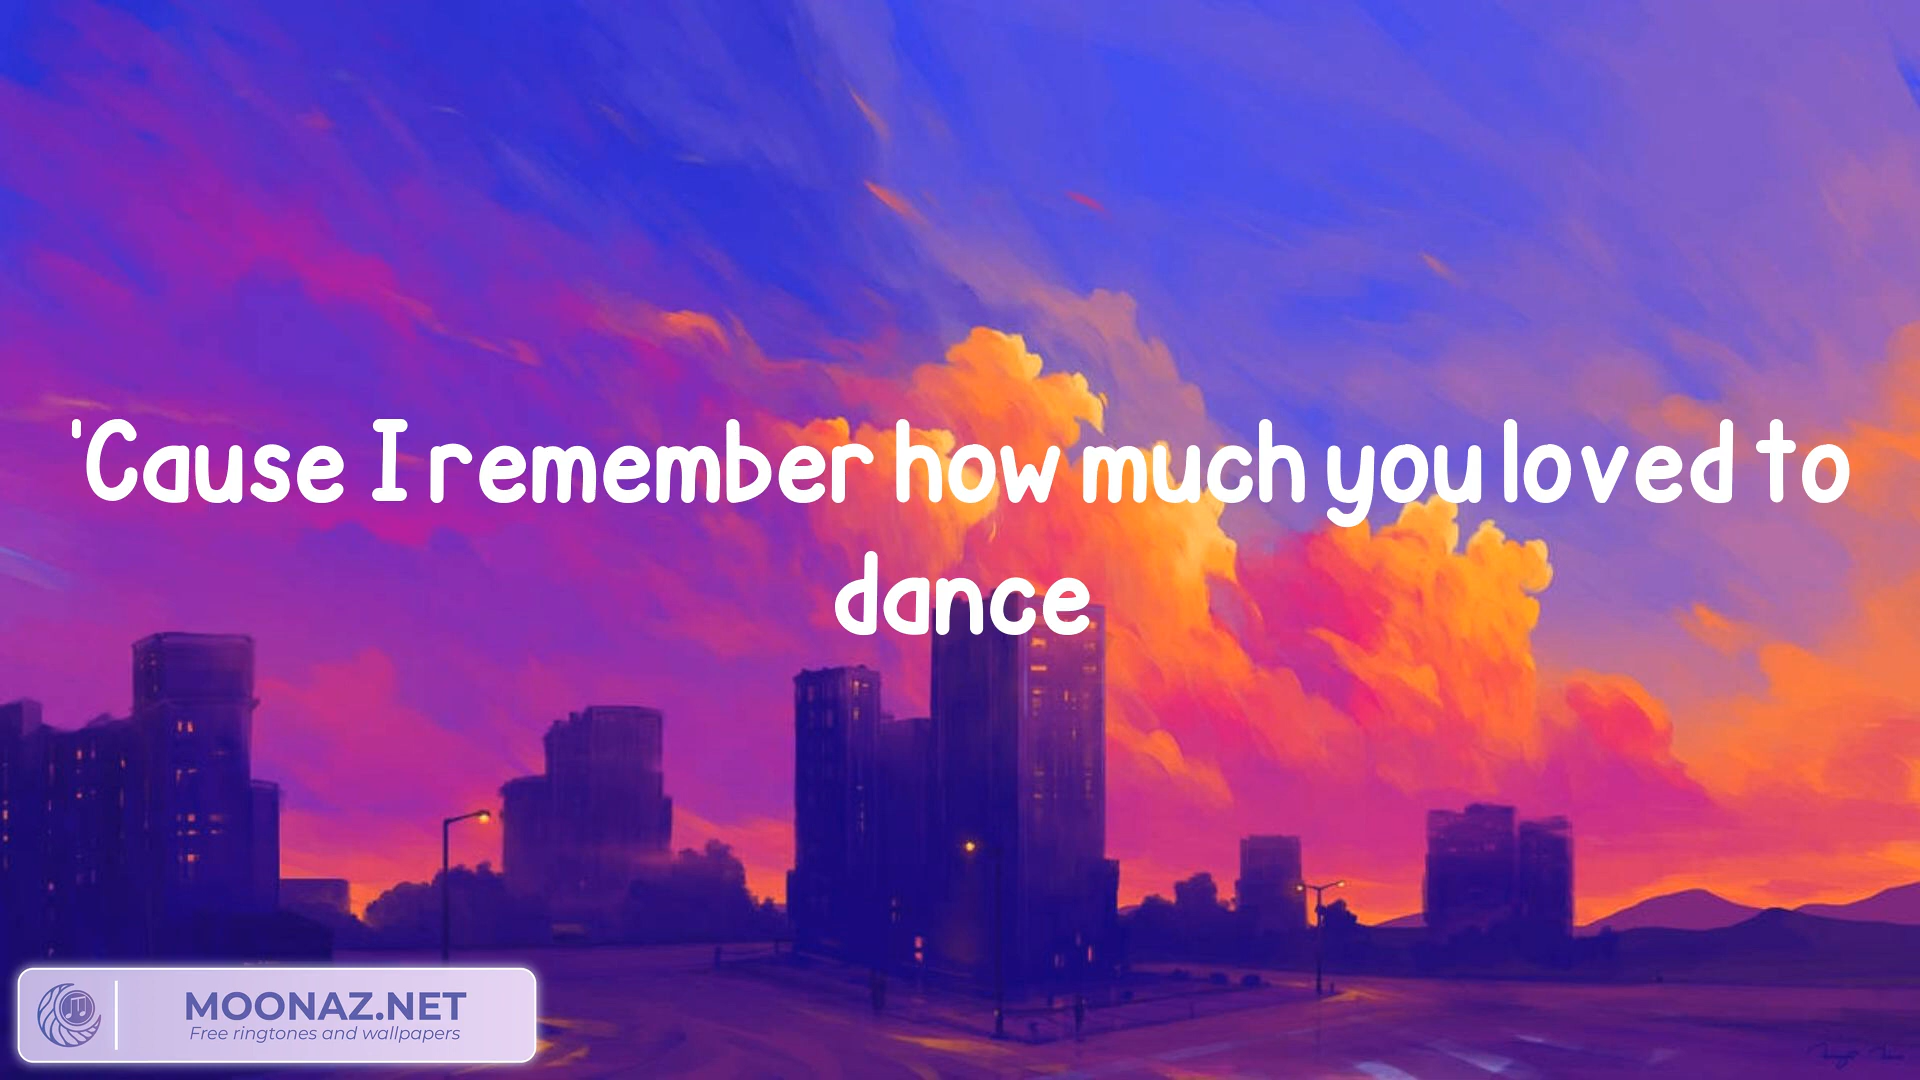 'Cause I remember how much you loved to
dance
MOONAZ.NET
Free ringtones and wallpapers